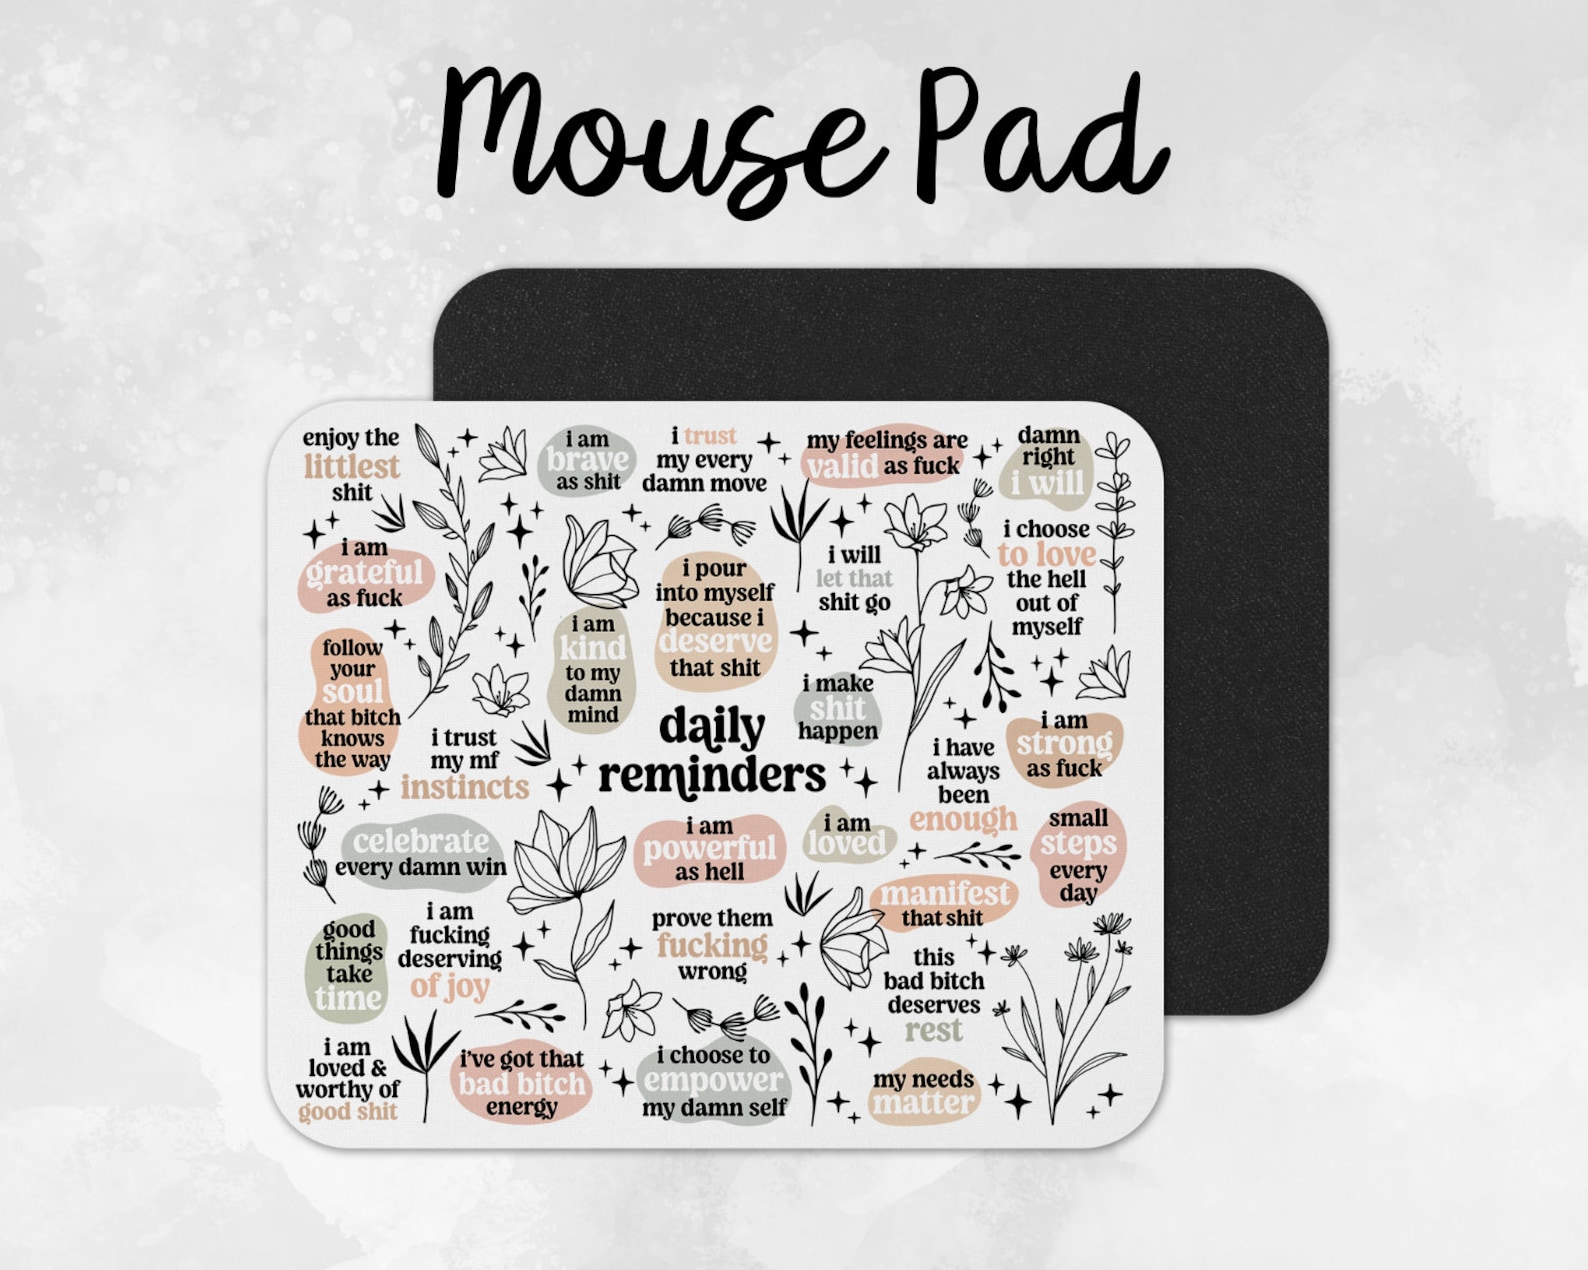 Mouse Pad
enjoy the
littlest
shit
i am
brave
as shit
i trust
my every
damn move
my feelings are
valid as fuck
damn
right
i will
i am
grateful
as fuck
i pour
into myself
because i
deserve
that shit
i will
let that
shit go
i choose
to love
the hell
out of
myself
follow
your
soul
that bitch
knows
the way
i am
kind
to my
damn
mind
i make
shit
happen
i trust
my mf
instincts
daily
reminders
i have
always
been
enough
i am
strong
as fuck
celebrate
every damn win
i am
powerful
as hell
i am
loved
small
steps
every
day
manifest
that shit
good
things
take
time
i am
fucking
deserving
of joy
prove them
fucking
wrong
this
bad bitch
deserves
rest
i am
loved &
worthy of
good shit
i've got that
bad bitch
energy
i choose to
empower
my damn self
my needs
matter